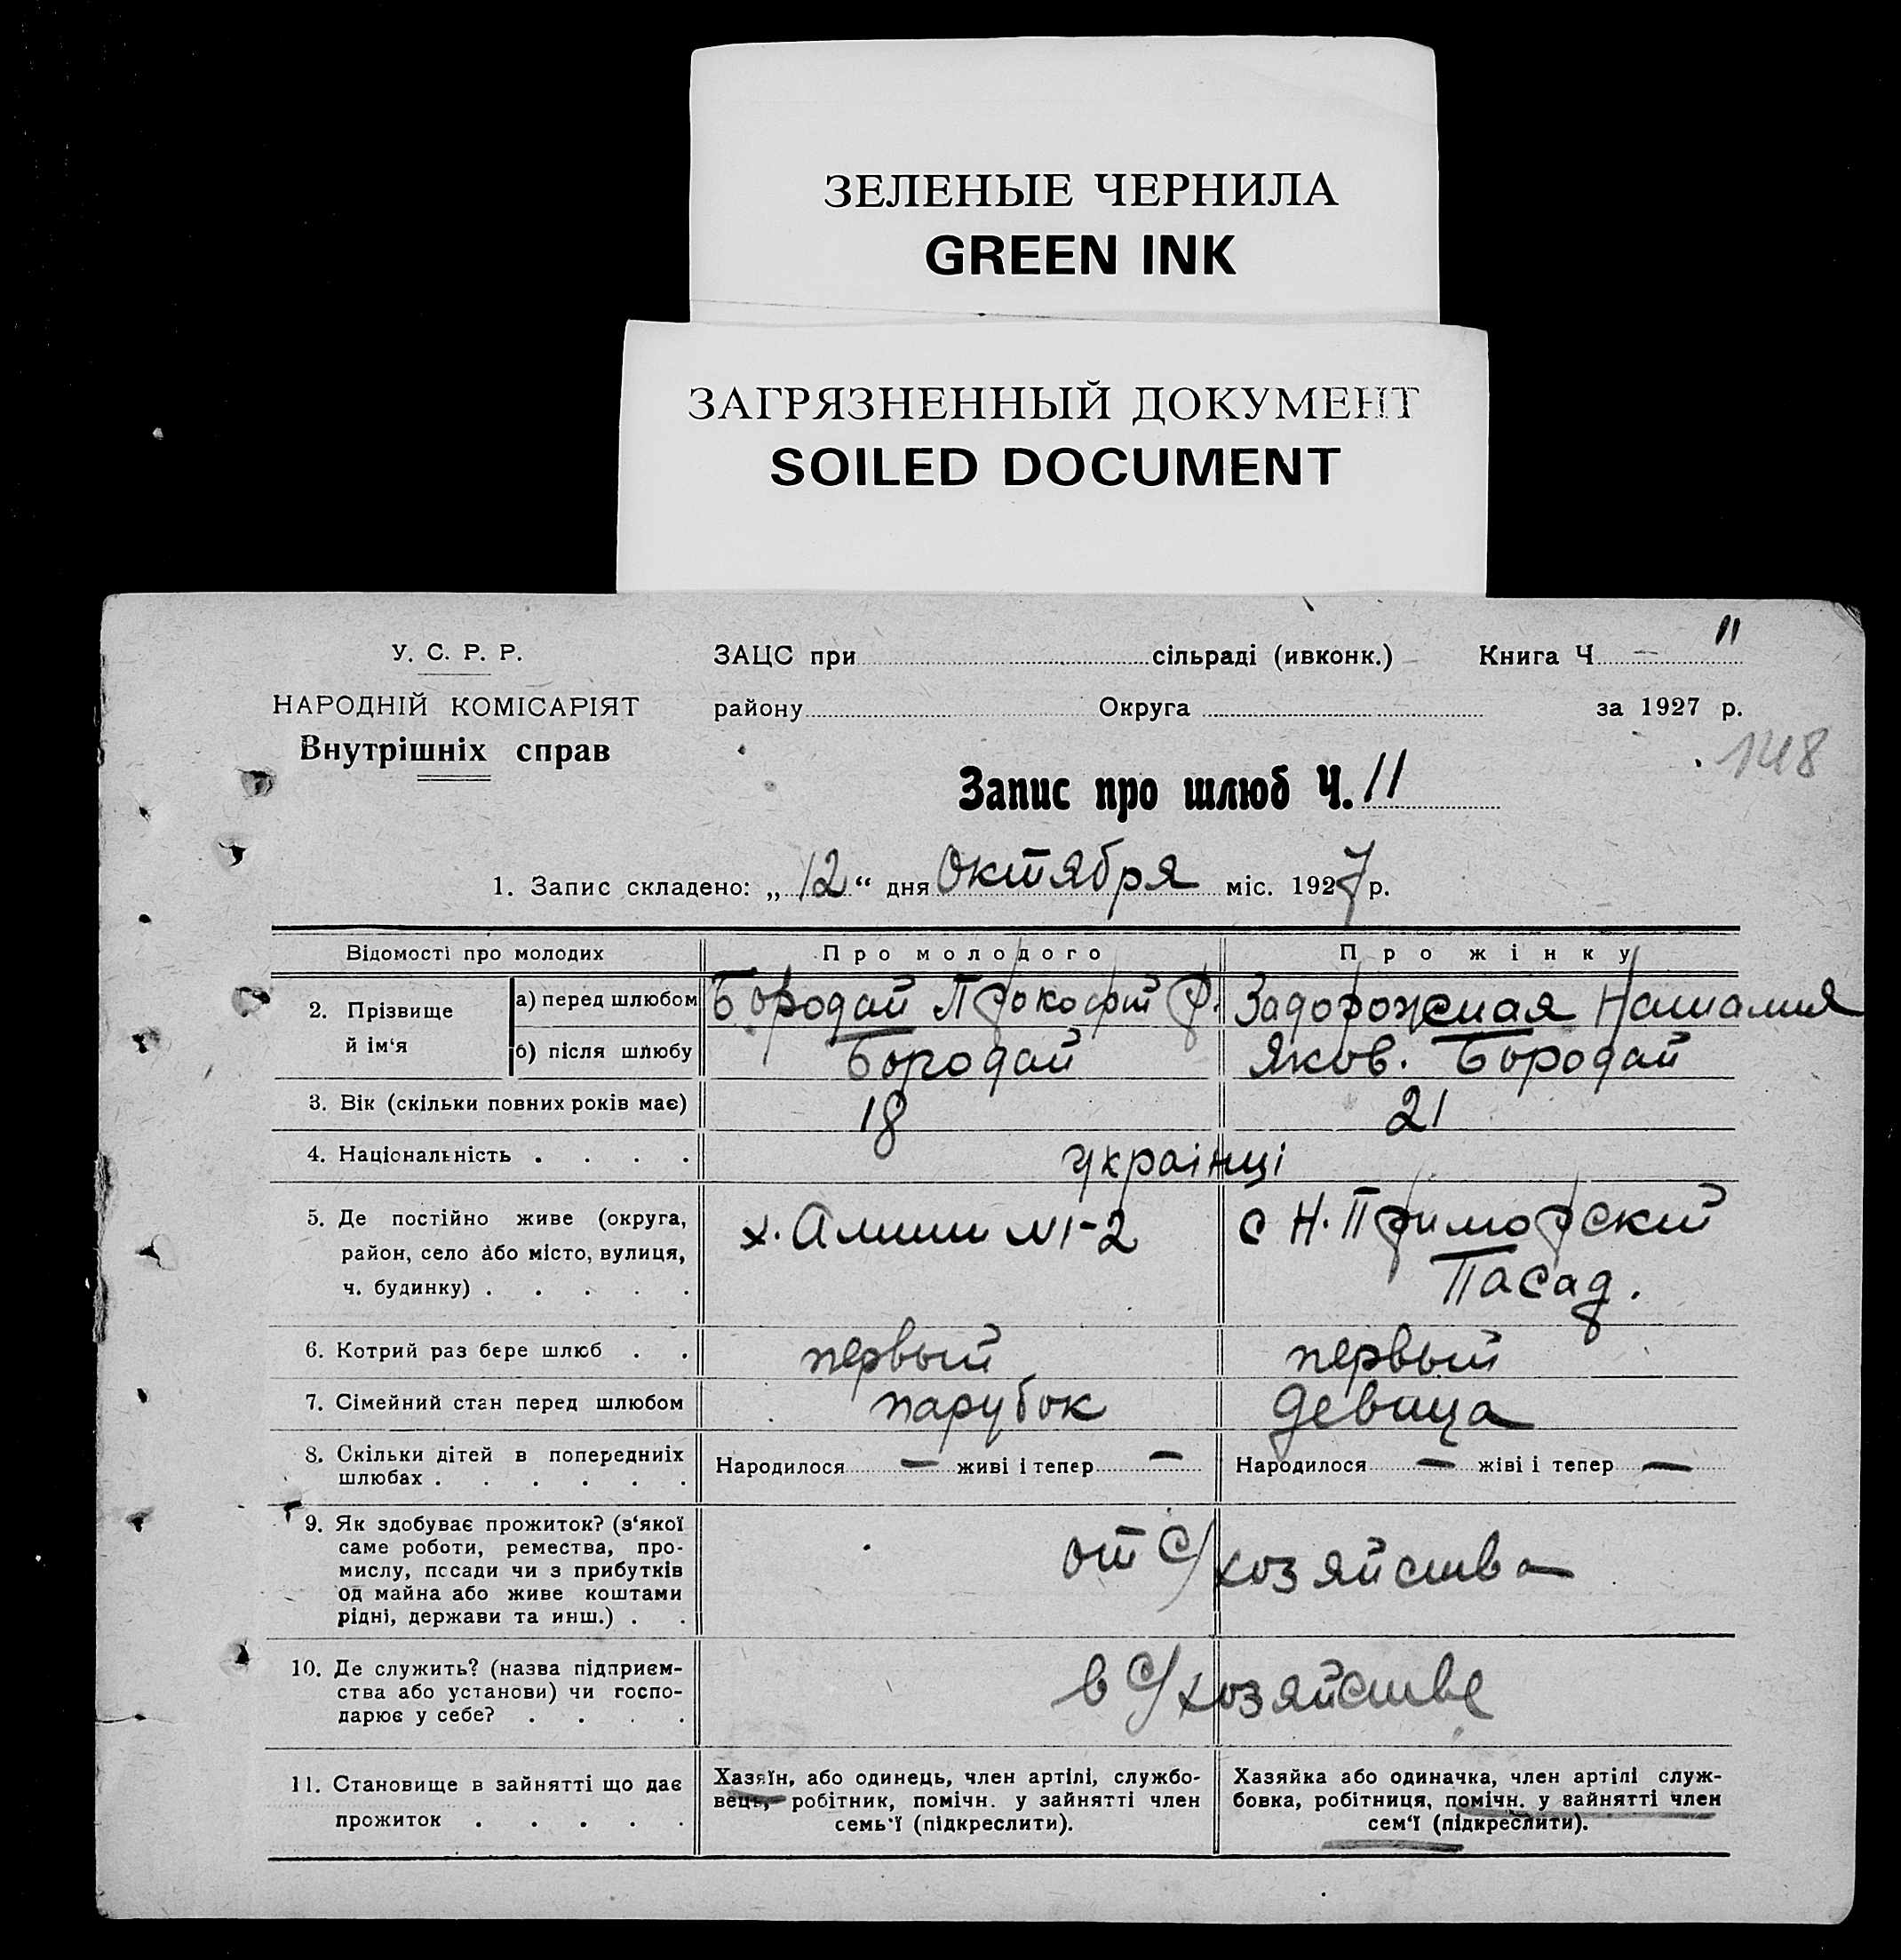 ЗЕЛЕНЫЕ ЧЕРНИЛА
GREEN INK
ЗАГРЯЗНЕННЫЙ ДОКУМЕНТ
SOILED DOCUMENT
У. С. Р. Р.
НАРОДНІЙ КОМІСАРІЯТ
Внутрішніх справ
ЗАЦС при сільраді (ивконк.) Книга Ч. — 11
району Округа за 1927 р.
148
Запис про шлюб Ч. 11
1. Запис складено: „12“ дня Октября міс. 1927 р.
Відомості про молодих Про молодого Про жінку
2. Прізвище й ім‘я
а) перед шлюбом Бородай Прокофий Ф. Задорожная Наталия
б) після шлюбу Бородай Яков. Бородай
3. Вік (скільки повних років має) 18 21
4. Національність . . . . українці
5. Де постійно живе (округа, район, село або місто, вулиця, ч. будинку) . . . . .
х. №1-2
с Н. Приморский
Пасад.
6. Котрий раз бере шлюб . . первый первый
7. Сімейний стан перед шлюбом парубок девица
8. Скільки дітей в попередниіх шлюбах . . . . . .
Народилося — живі і тепер — Народилося — жіві і тепер —
9. Як здобуває прожиток? (з‘якої
саме роботи, ремества, про-
мислу, посади чи з прибутків
од майна або живе коштами
рідні, держави та инш.) . .
от с/хозяйства
10. Де служить? (назва підприєм-
ства або установи) чи госпо-
дарює у себе? . . . .
в с/хозяйстве
11. Становище в зайнятті що дає
прожиток . . . . .
Хазяїн, або одинець, член артілі, службо-
вець, робітник, помічн. у зайнятті член
семь‘ї (підкреслити).
Хазяйка або одиначка, член артілі служ-
бовка, робітниця, помічн. у зайнятті член
сем‘ї (підкреслити).